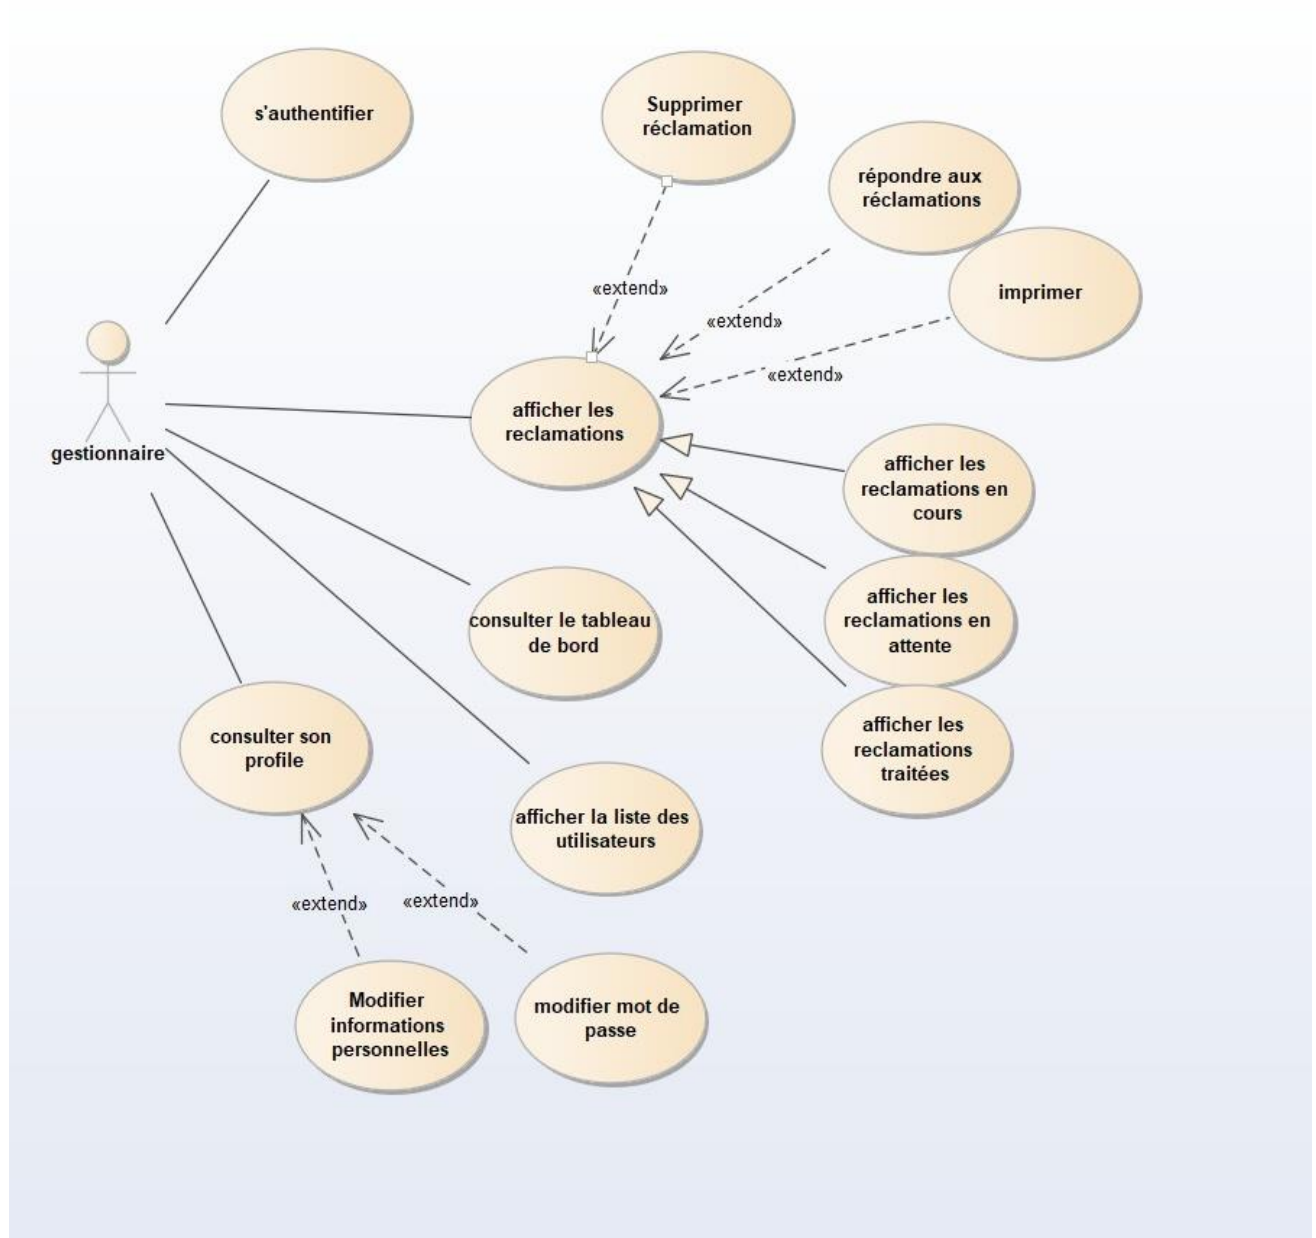 s'authentifier
Supprimer
réclamation
répondre aux
réclamations
imprimer
«extend»
«extend»
«extend»
gestionnaire
afficher les
reclamations
afficher les
reclamations en
cours
afficher les
reclamations en
attente
consulter le tableau
de bord
afficher les
reclamations
traitées
consulter son
profile
afficher la liste des
utilisateurs
«extend»
«extend»
Modifier
informations
personnelles
modifier mot de
passe